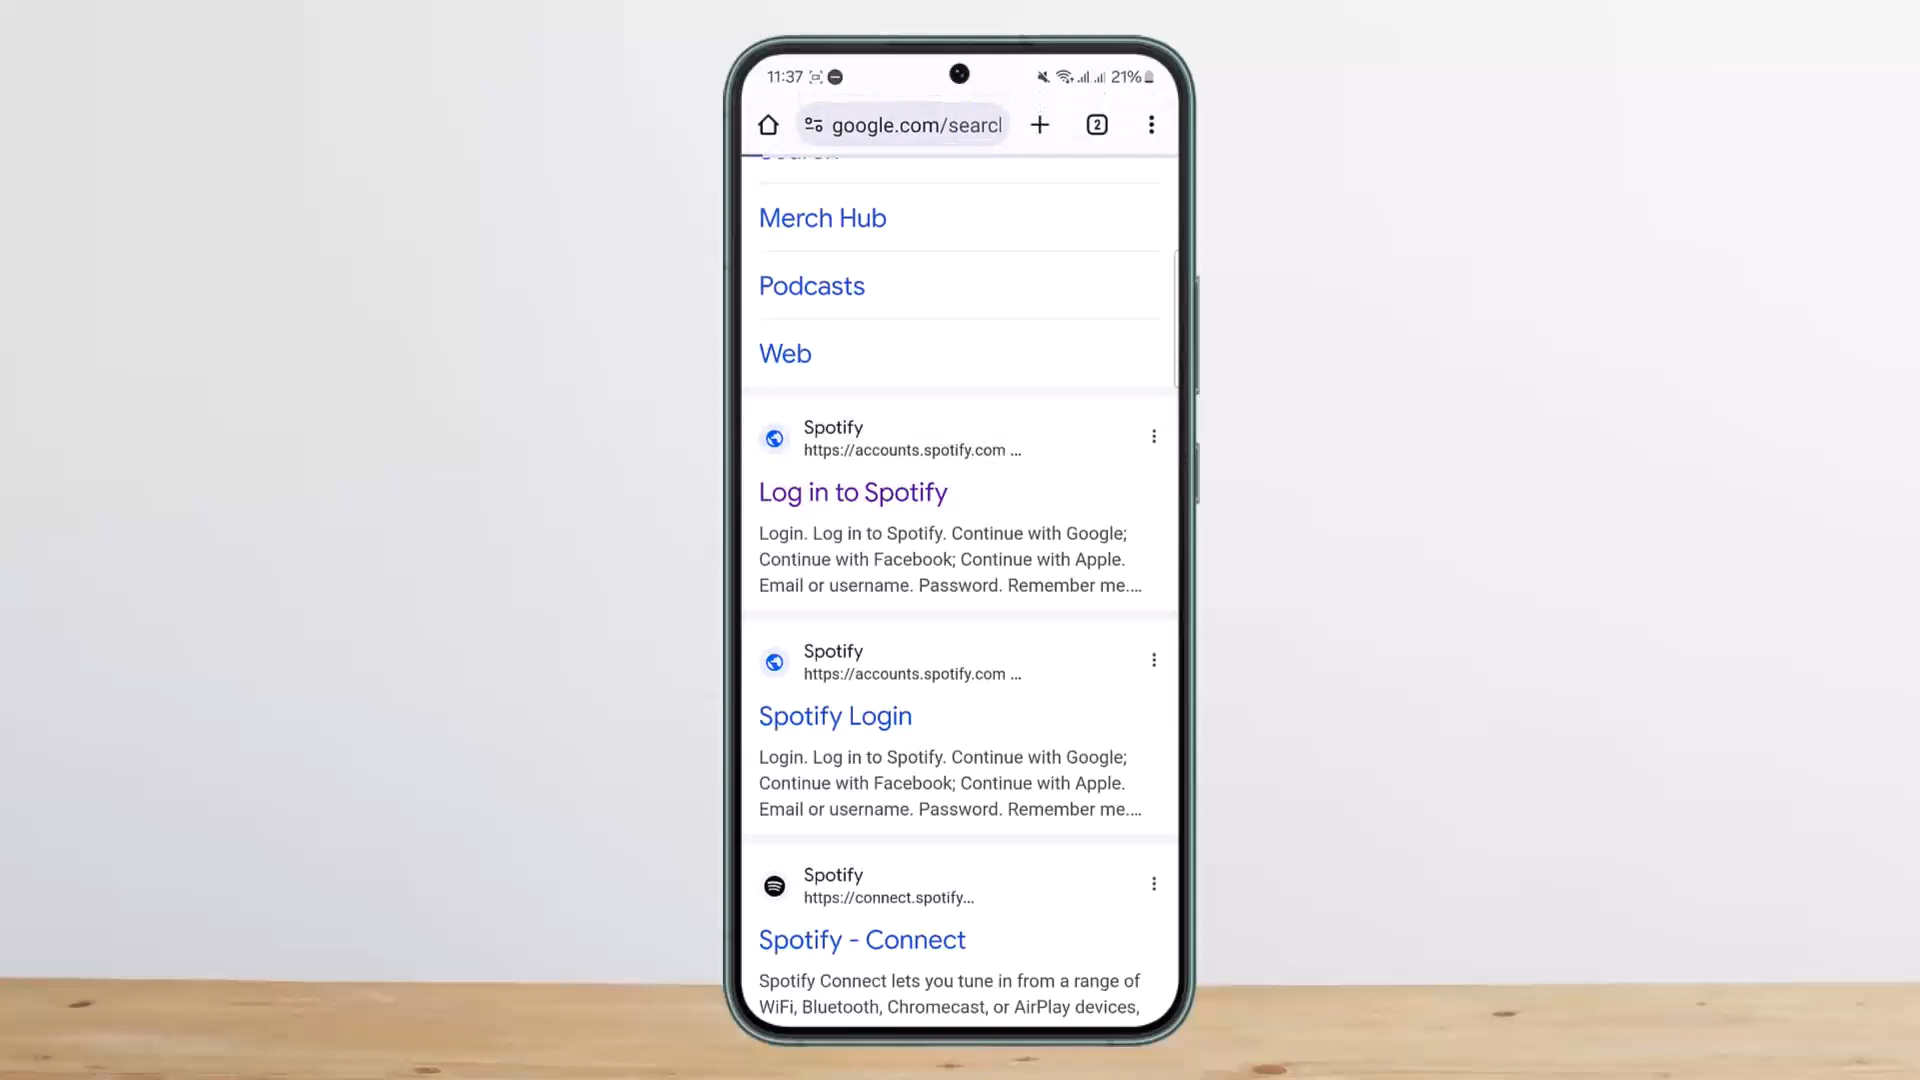 11:37
21%
google.com/search
2
Merch Hub
Podcasts
Web
Spotify
https://accounts.spotify.com ...
Log in to Spotify
Login. Log in to Spotify. Continue with Google;
Continue with Facebook; Continue with Apple.
Email or username. Password. Remember me....
Spotify
https://accounts.spotify.com ...
Spotify Login
Login. Log in to Spotify. Continue with Google;
Continue with Facebook; Continue with Apple.
Email or username. Password. Remember me....
Spotify
https://connect.spotify...
Spotify - Connect
Spotify Connect lets you tune in from a range of
WiFi, Bluetooth, Chromecast, or AirPlay devices,